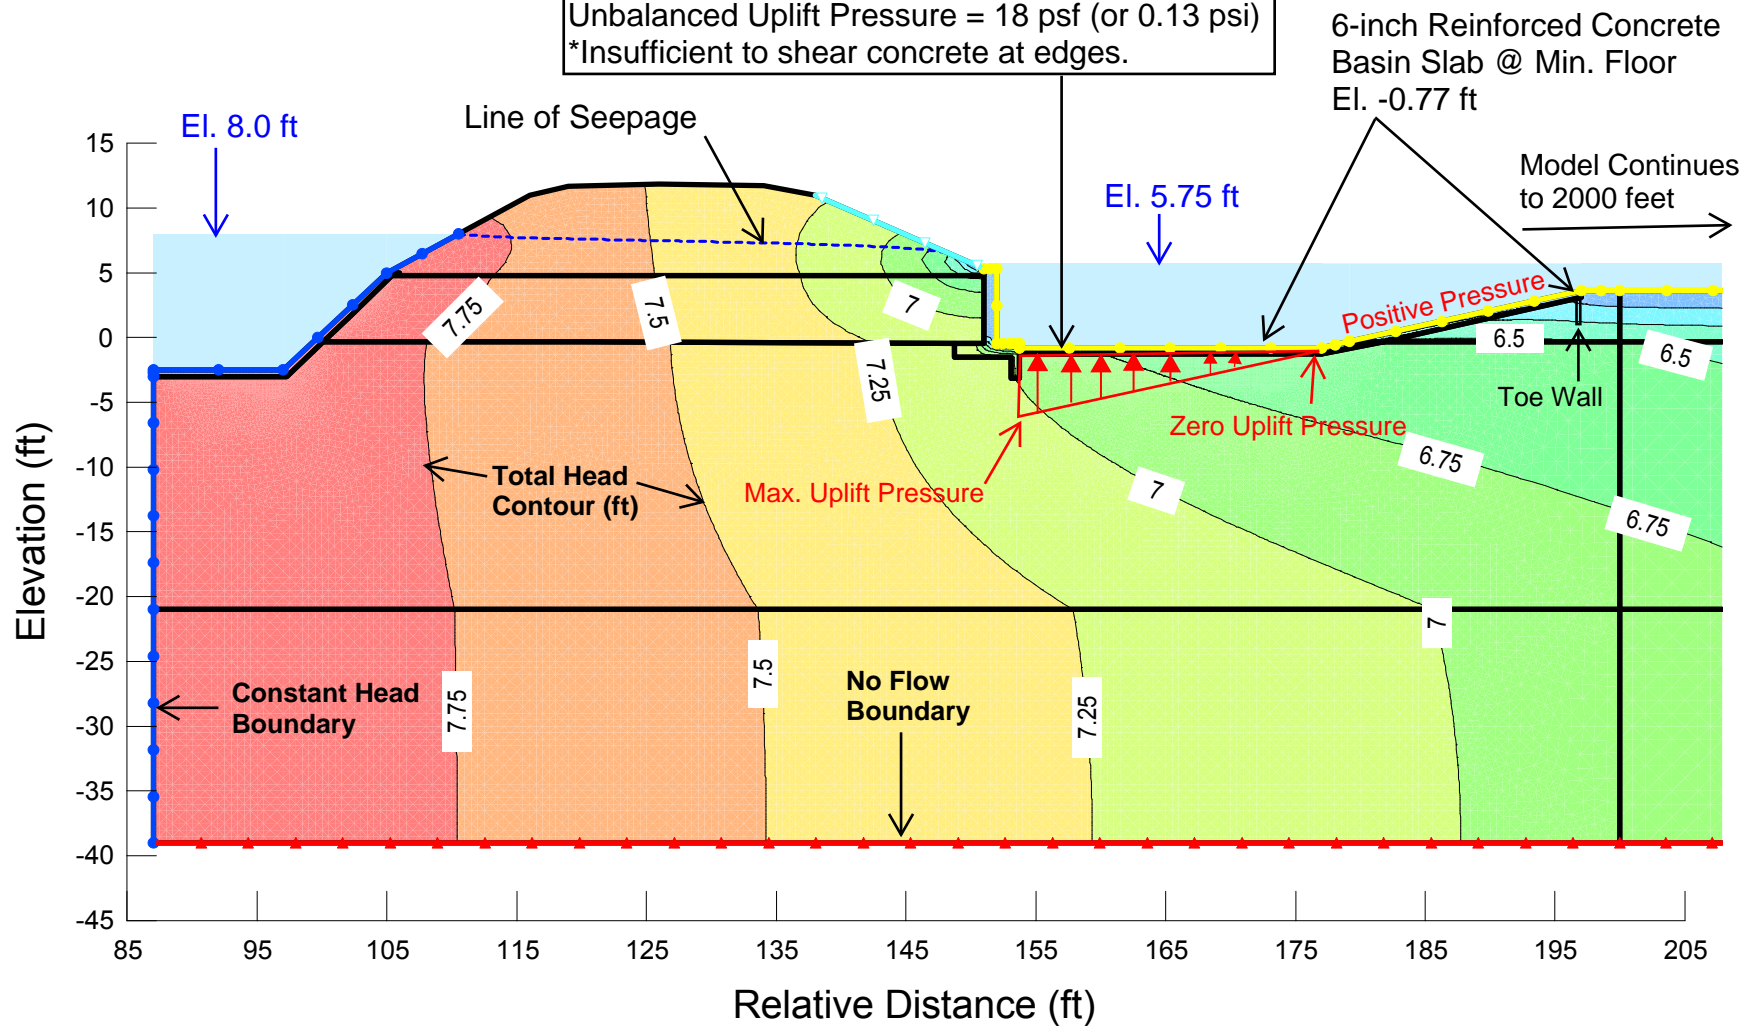 Unbalanced Uplift Pressure = 18 psf (or 0.13 psi)
*Insufficient to shear concrete at edges.
6-inch Reinforced Concrete
Basin Slab @ Min. Floor
El. -0.77 ft
El. 8.0 ft
Line of Seepage
El. 5.75 ft
Model Continues
to 2000 feet
15
10
5
0
-5
-10
-15
-20
-25
-30
-35
-40
-45
Elevation (ft)
7.75
7.5
7
7.25
Positive Pressure
6.5
6.5
Toe Wall
Zero Uplift Pressure
Max. Uplift Pressure
6.75
7
6.75
Total Head
Contour (ft)
7
7.5
7.75
7.25
Constant Head
Boundary
No Flow
Boundary
85
95
105
115
125
135
145
155
165
175
185
195
205
Relative Distance (ft)